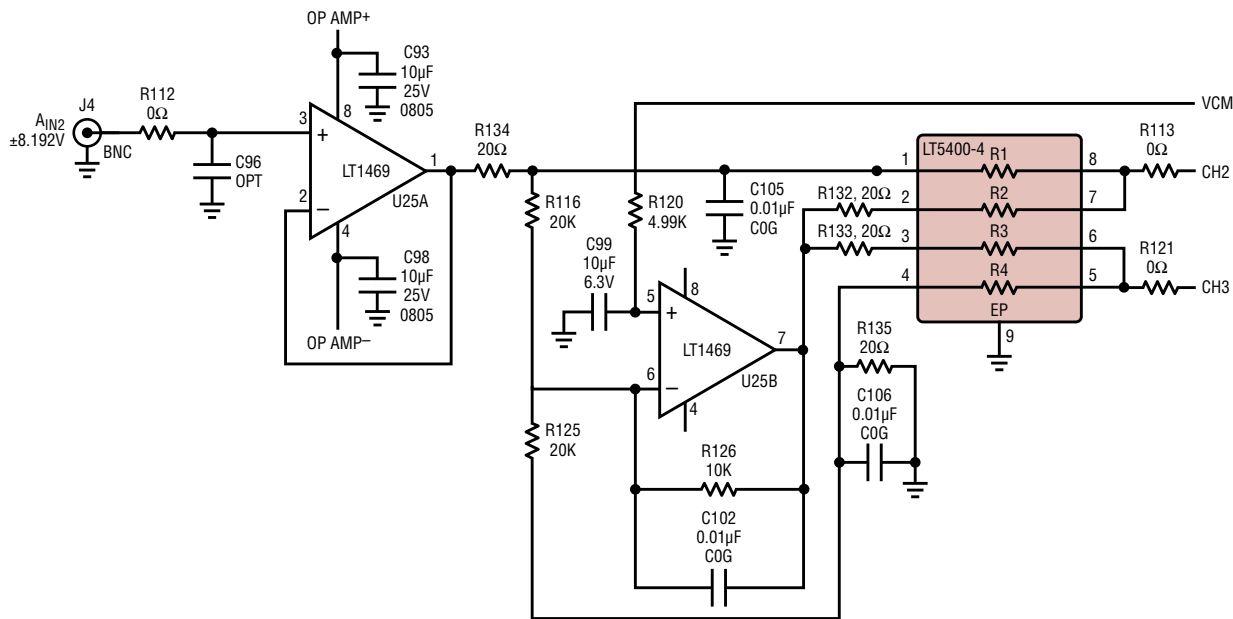 OP AMP+
C93
10µF
25V
0805
J4
A_IN2
±8.192V
BNC
R112
0Ω
C96
OPT
3
+
8
LT1469
1
2
–
4
U25A
R134
20Ω
C98
10µF
25V
0805
OP AMP–
VCM
R116
20K
R120
4.99K
C105
0.01µF
C0G
R132, 20Ω
R133, 20Ω
1
2
3
4
LT5400-4
R1
R2
R3
R4
EP
8
7
6
5
9
R113
0Ω
CH2
R121
0Ω
CH3
C99
10µF
6.3V
5
+
8
LT1469
7
6
–
4
U25B
R125
20K
R126
10K
C102
0.01µF
C0G
R135
20Ω
C106
0.01µF
C0G